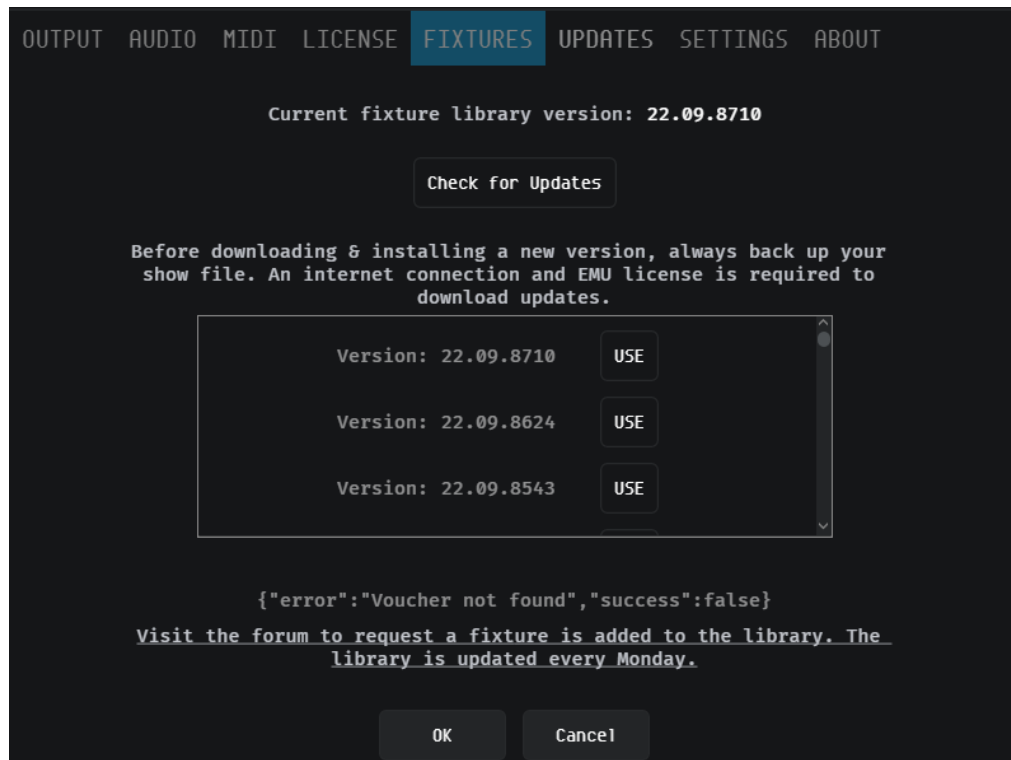 OUTPUT AUDIO MIDI LICENSE FIXTURES UPDATES SETTINGS ABOUT
Current fixture library version: 22.09.8710
Check for Updates
Before downloading & installing a new version, always back up your
show file. An internet connection and EMU license is required to
download updates.
Version: 22.09.8710 USE
Version: 22.09.8624 USE
Version: 22.09.8543 USE
{"error":"Voucher not found","success":false}
Visit the forum to request a fixture is added to the library. The
library is updated every Monday.
OK Cancel